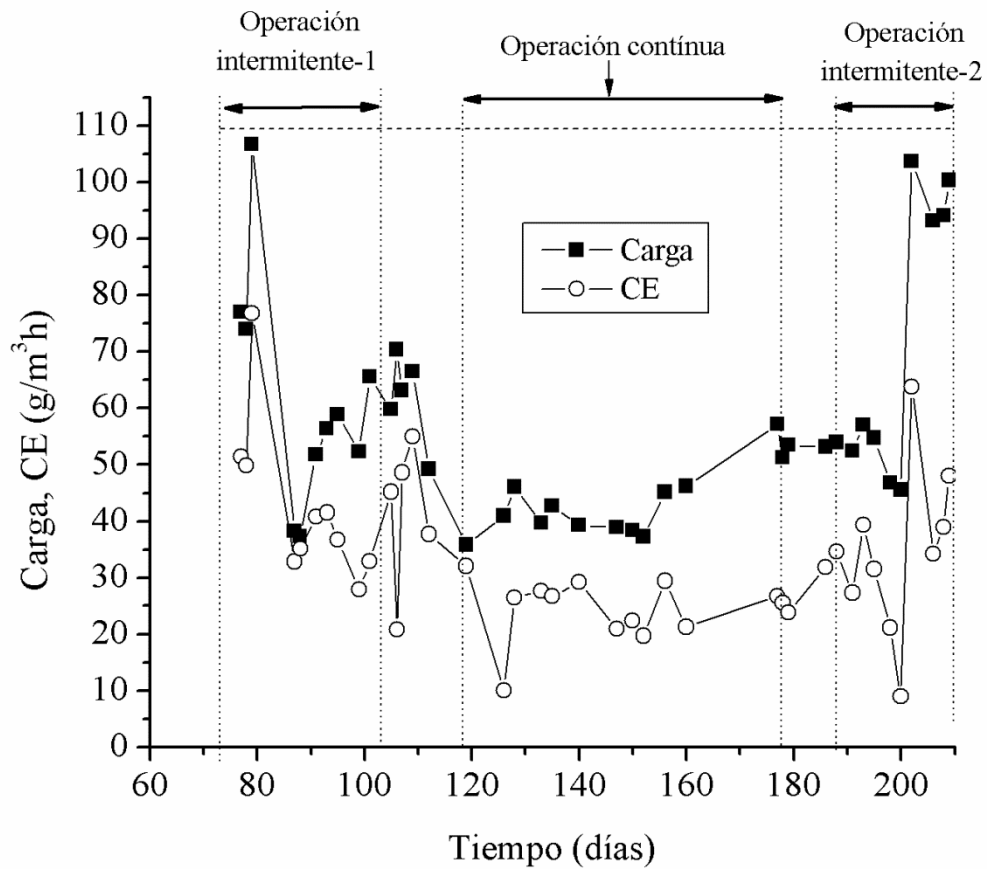 Operación
intermitente-1
Operación contínua
Operación
intermitente-2
110
100
90
80
70
60
50
40
30
20
10
0
Carga, CE (g/m³h)
Carga
CE
60
80
100
120
140
160
180
200
Tiempo (días)